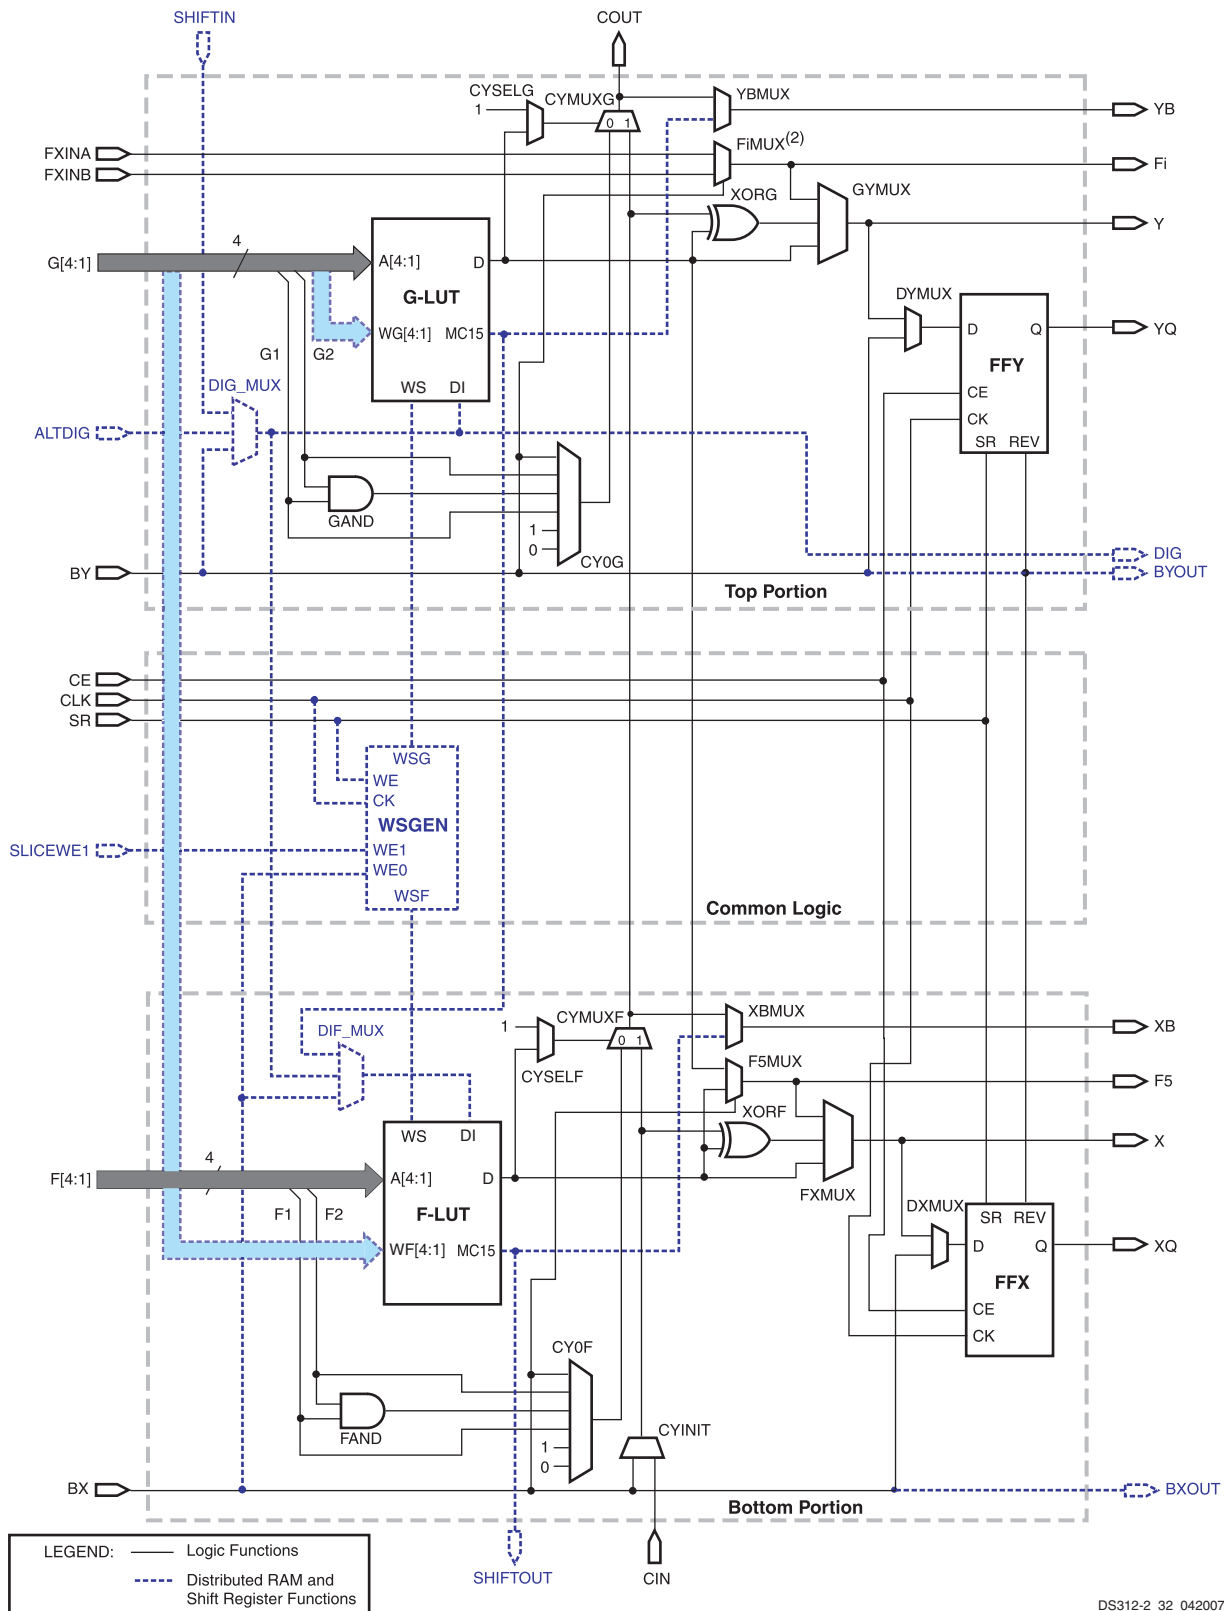 SHIFTIN
COUT
CYSELG
CYMUXG
YBMUX
1
0 1
YB
FXINA
FXINB
FiMUX(2)
Fi
XORG
GYMUX
Y
4
G[4:1]
A[4:1]
D
G-LUT
WG[4:1]
MC15
WS
DI
G1
G2
DYMUX
D
Q
FFY
CE
CK
SR
REV
YQ
DIG_MUX
ALTDIG
GAND
1
0
CY0G
DIG
BY
BYOUT
Top Portion
CE
CLK
SR
WSG
WE
CK
WSGEN
SLICEWE1
WE1
WE0
WSF
Common Logic
DIF_MUX
1
CYMUXF
0 1
XBMUX
XB
CYSELF
F5MUX
F5
XORF
X
WS
DI
4
F[4:1]
A[4:1]
D
F-LUT
WF[4:1]
MC15
F1
F2
FXMUX
DXMUX
SR
REV
D
Q
FFX
CE
CK
XQ
CY0F
FAND
1
0
CYINIT
BX
BXOUT
Bottom Portion
LEGEND:
Logic Functions
Distributed RAM and
Shift Register Functions
SHIFTOUT
CIN
DS312-2_32_042007